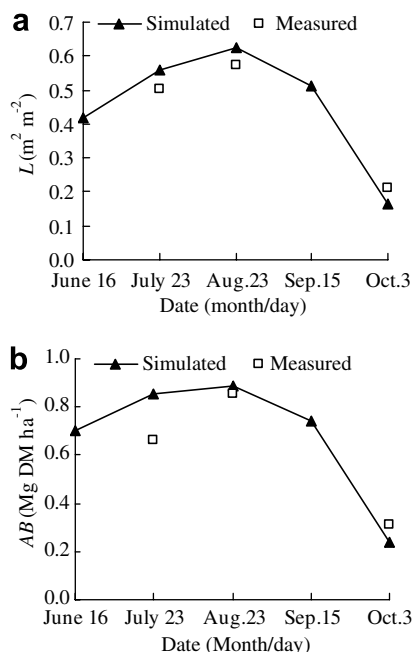 a
Simulated Measured
L (m² m⁻²)
0.7
0.6
0.5
0.4
0.3
0.2
0.1
0.0
June 16 July 23 Aug.23 Sep.15 Oct.3
Date (month/day)
b
Simulated Measured
AB (Mg DM ha⁻¹)
1.0
0.8
0.6
0.4
0.2
0.0
June 16 July 23 Aug.23 Sep.15 Oct.3
Date (Month/day)